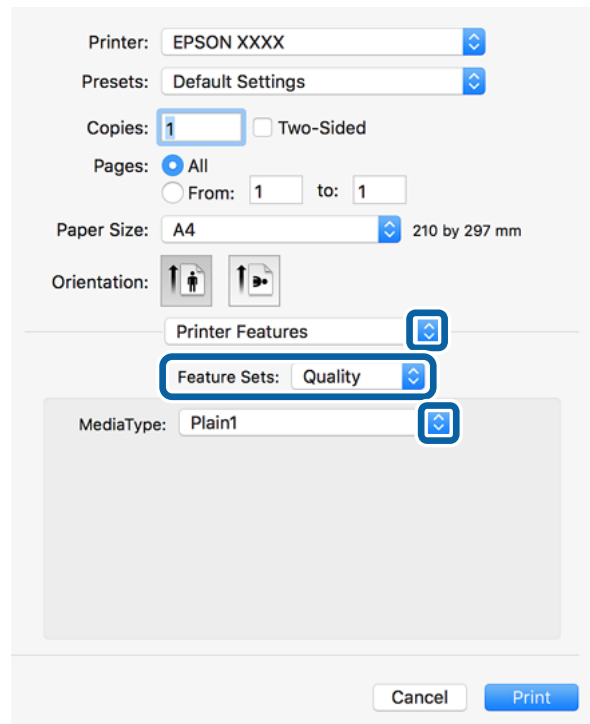 Printer: EPSON XXXX
Presets: Default Settings
Copies: 1 Two-Sided
Pages: All
From: 1 to: 1
Paper Size: A4 210 by 297 mm
Orientation:
Printer Features
Feature Sets: Quality
MediaType: Plain1
Cancel Print